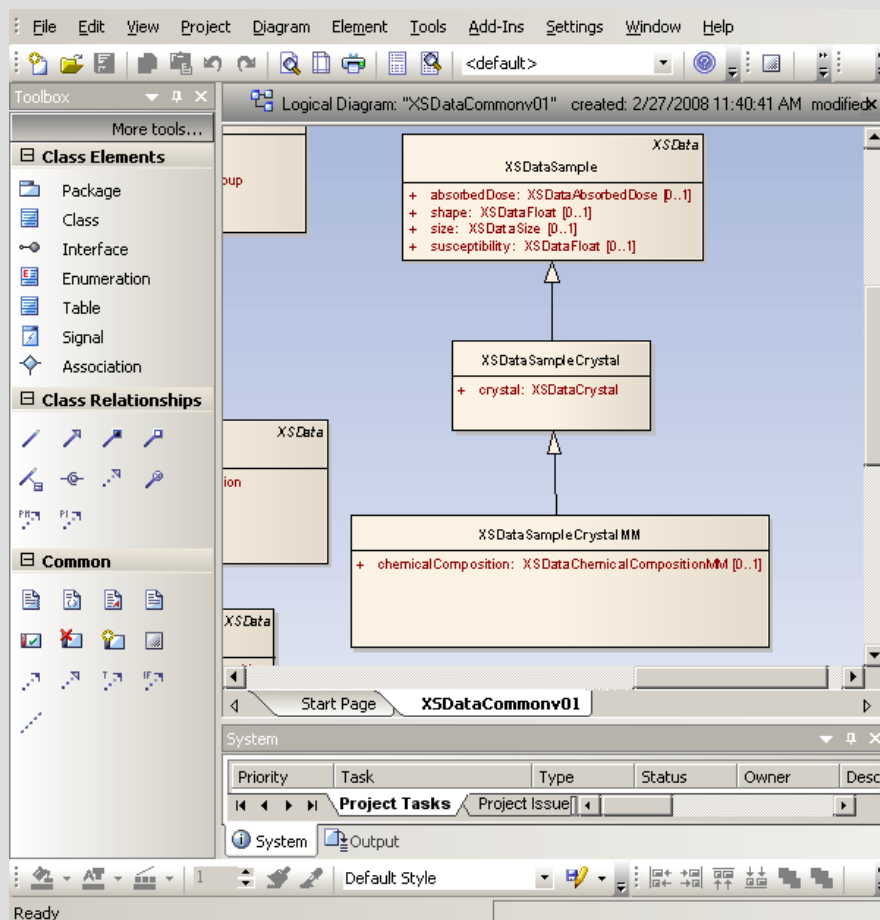 File Edit View Project Diagram Element Tools Add-Ins Settings Window Help
<default>
Toolbox
More tools...
Class Elements
Package
Class
Interface
Enumeration
Table
Signal
Association
Class Relationships
Common
Logical Diagram: "XSDataCommonv01" created: 2/27/2008 11:40:41 AM modified
oup
XSData
XSDataSample
+ absorbedDose: XSDataAbsorbedDose [0..1]
+ shape: XSDataFloat [0..1]
+ size: XSDataSize [0..1]
+ susceptibility: XSDataFloat [0..1]
XSDataSampleCrystal
+ crystal: XSDataCrystal
XSData
ion
XSDataSampleCrystalMM
+ chemicalComposition: XSDataChemicalCompositionMM [0..1]
XSData
Start Page XSDataCommonv01
System
Priority Task Type Status Owner Desc
Project Tasks Project Issue
System Output
1 Default Style
Ready